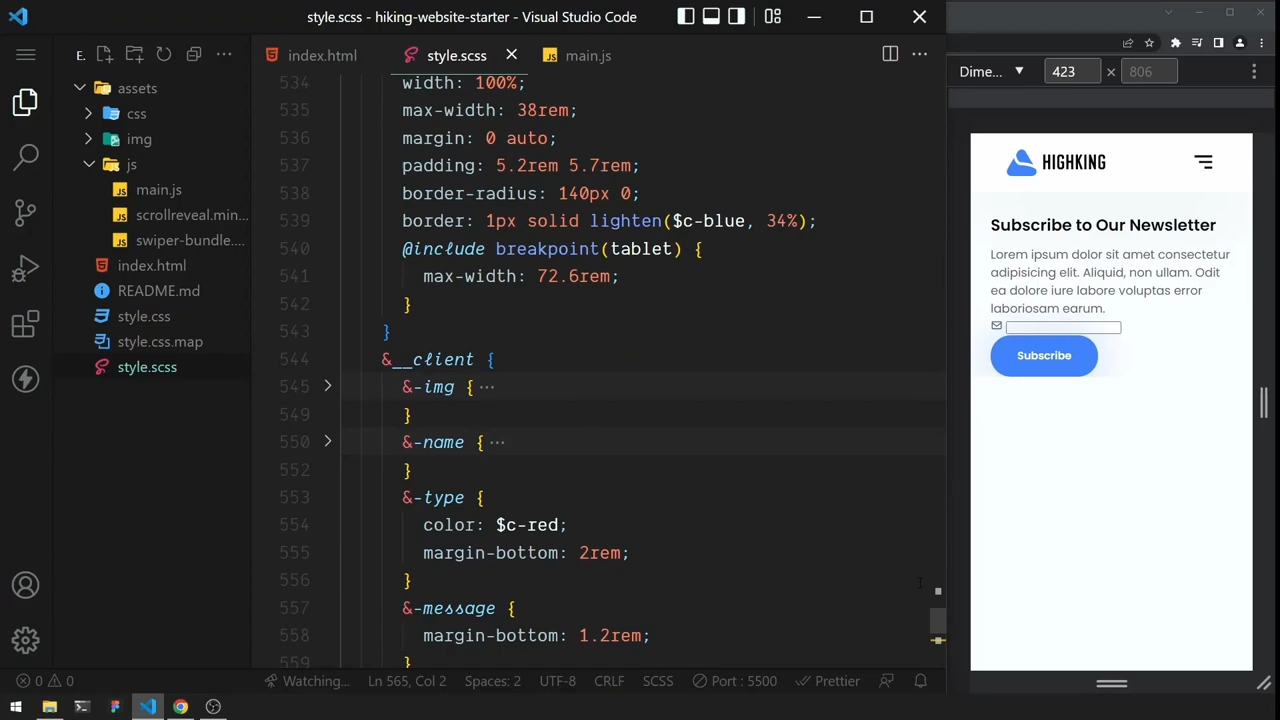 style.scss - hiking-website-starter - Visual Studio Code
E.
index.html
style.scss
main.js
assets
css
img
js
main.js
scrollreveal.min...
swiper-bundle....
index.html
README.md
style.css
style.css.map
style.scss
534 width: 100%;
535 max-width: 38rem;
536 margin: 0 auto;
537 padding: 5.2rem 5.7rem;
538 border-radius: 140px 0;
539 border: 1px solid lighten($c-blue, 34%);
540 @include breakpoint(tablet) {
541 max-width: 72.6rem;
542 }
543 }
544 &__client {
545 &-img { ...
549 }
550 &-name { ...
552 }
553 &-type {
554 color: $c-red;
555 margin-bottom: 2rem;
556 }
557 &-message {
558 margin-bottom: 1.2rem;
559 }
0 0 Watching... Ln 565, Col 2 Spaces: 2 UTF-8 CRLF SCSS Port : 5500 Prettier
Dime... 423 × 806
HIGHKING
Subscribe to Our Newsletter
Lorem ipsum dolor sit amet consectetur
adipisicing elit. Aliquid, non ullam. Odit
ea dolore iure labore voluptas error
laboriosam earum.
Subscribe